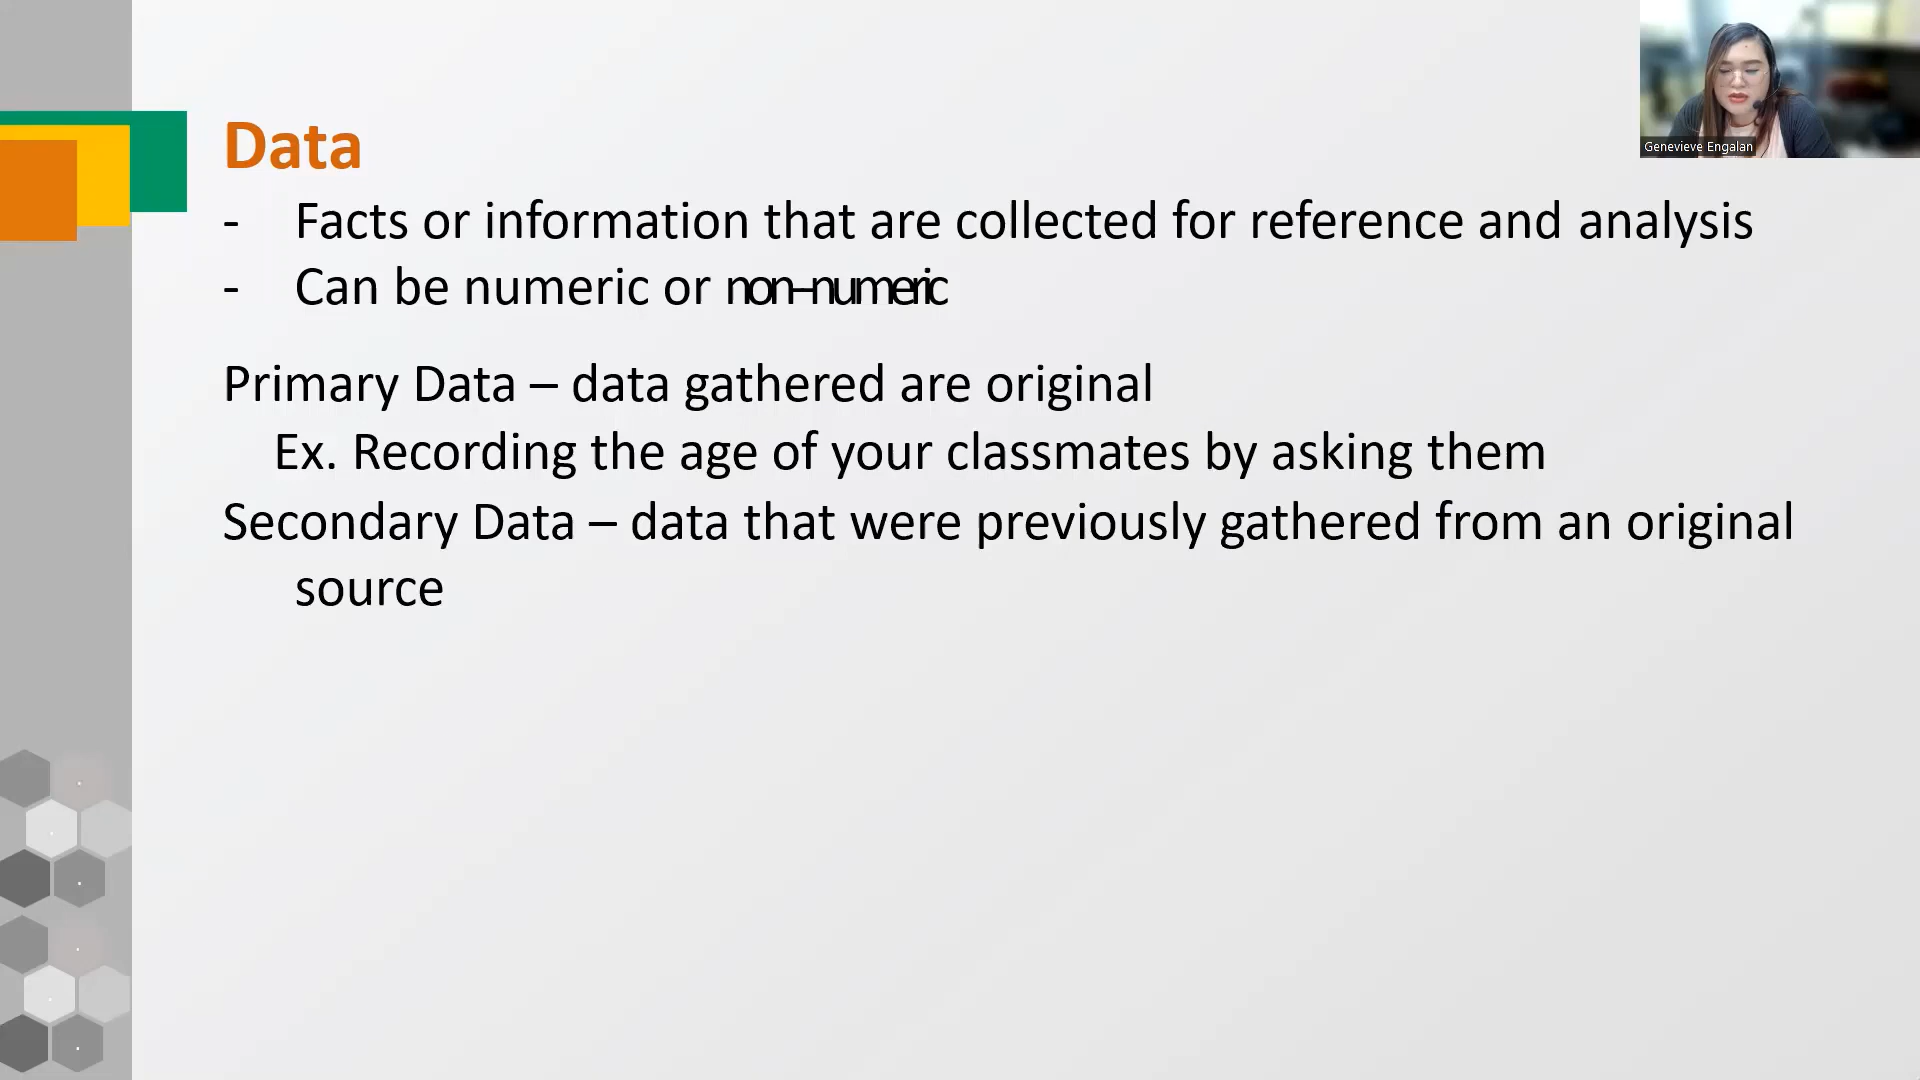 Genevieve Engalan
Data
- Facts or information that are collected for reference and analysis
- Can be numeric or non–numeric
Primary Data – data gathered are original
Ex. Recording the age of your classmates by asking them
Secondary Data – data that were previously gathered from an original
source